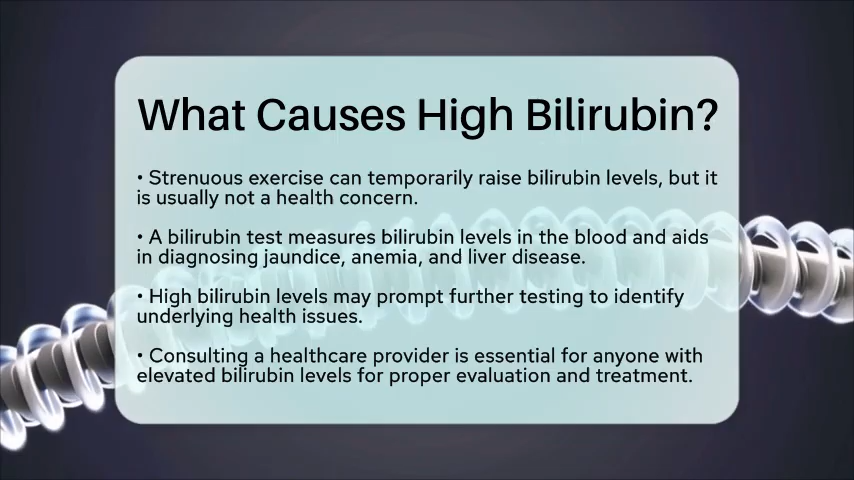 What Causes High Bilirubin?
• Strenuous exercise can temporarily raise bilirubin levels, but it
is usually not a health concern.
• A bilirubin test measures bilirubin levels in the blood and aids
in diagnosing jaundice, anemia, and liver disease.
• High bilirubin levels may prompt further testing to identify
underlying health issues.
• Consulting a healthcare provider is essential for anyone with
elevated bilirubin levels for proper evaluation and treatment.